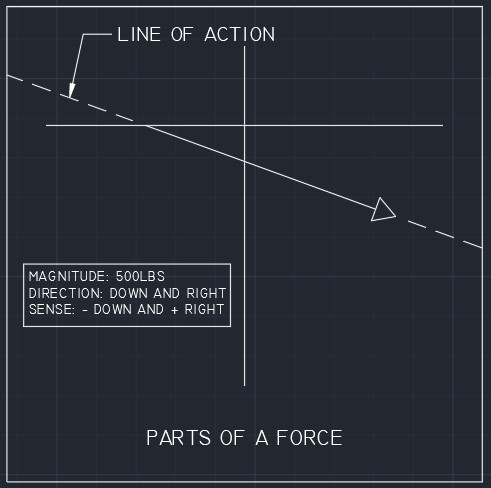 LINE OF ACTION
MAGNITUDE: 500LBS
DIRECTION: DOWN AND RIGHT
SENSE: - DOWN AND + RIGHT
PARTS OF A FORCE